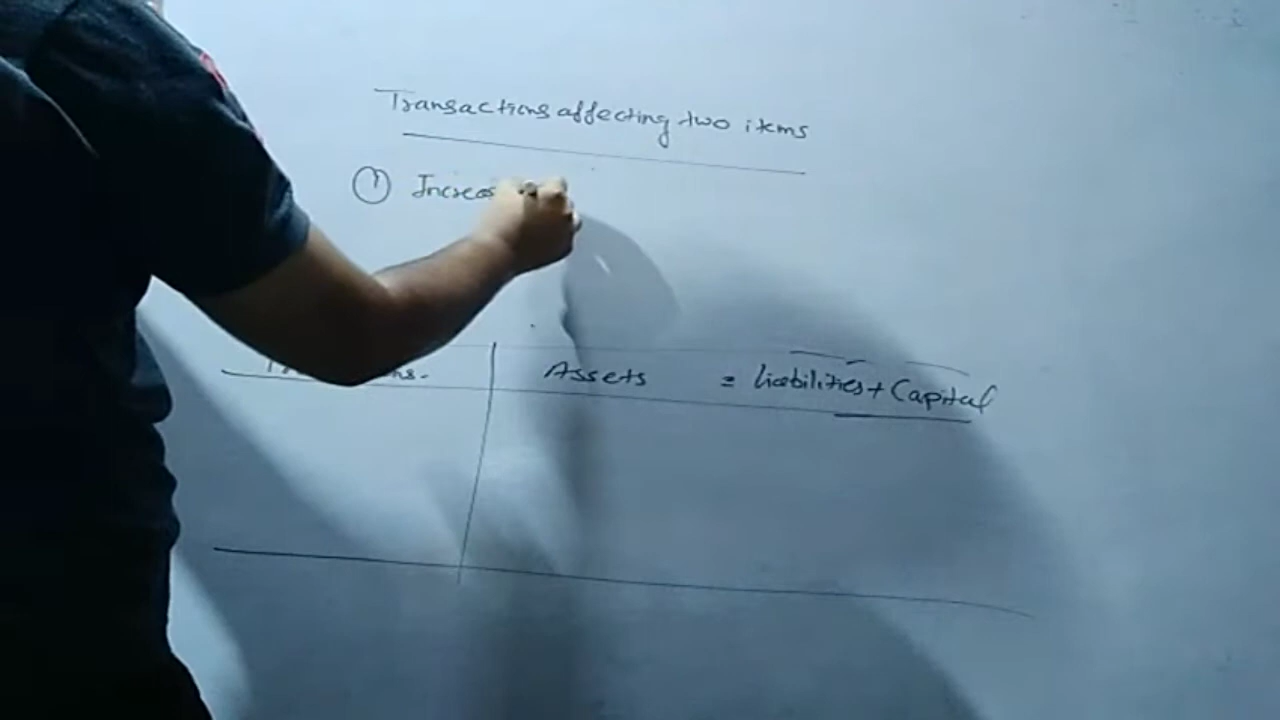 Transactions affecting two items
① Increas
Assets = Liabilities + Capital